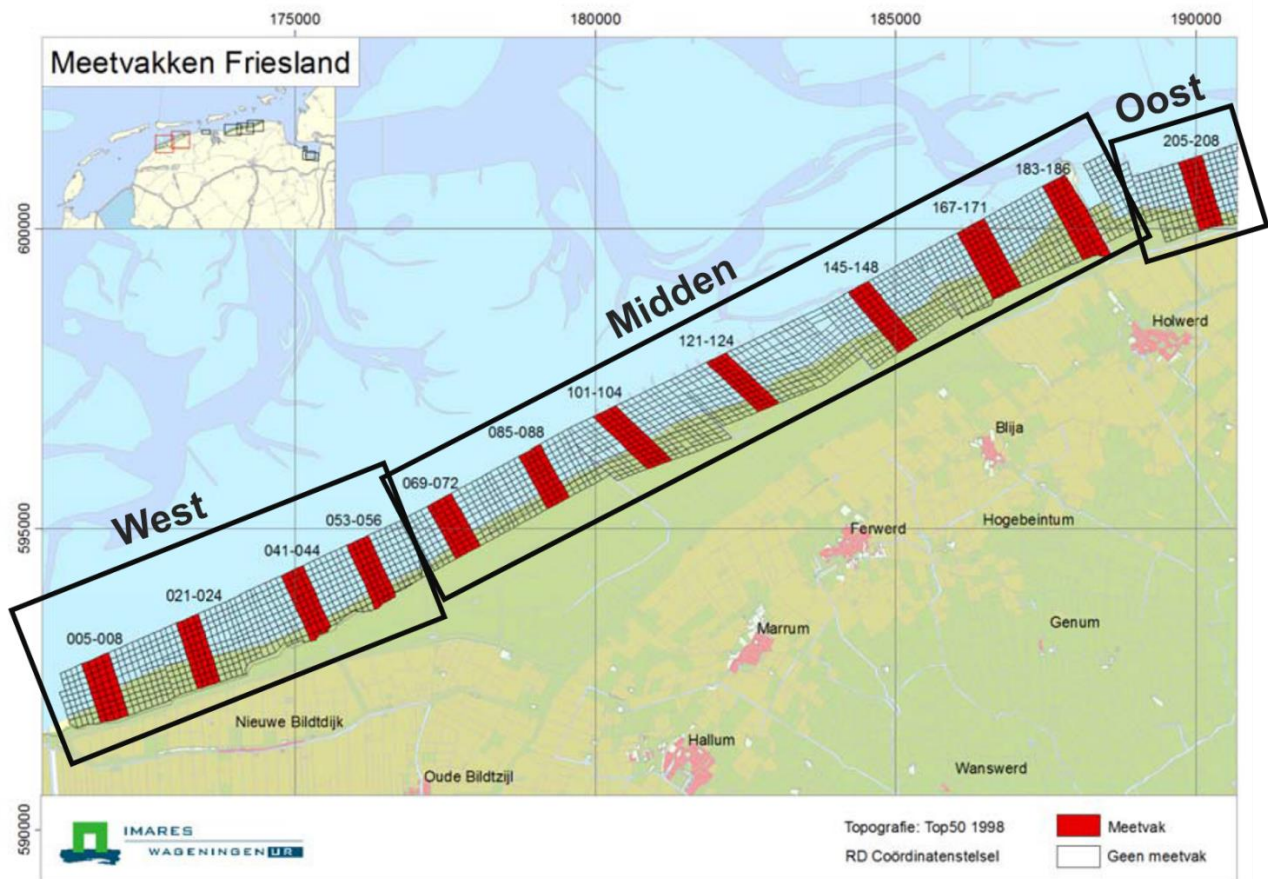 175000
180000
185000
190000
Meetvakken Friesland
Oost
205-208
183-186
167-171
600000
600000
Midden
145-148
Holwerd
121-124
101-104
Blija
085-088
069-072
West
053-056
595000
595000
Hogebeintum
Ferwerd
041-044
021-024
Marrum
Genum
005-008
Nieuwe Bildtdijk
Hallum
Wanswerd
Oude Bildtzijl
590000
590000
IMARES
WAGENINGEN UR
Topografie: Top50 1998
RD Coördinatenstelsel
Meetvak
Geen meetvak